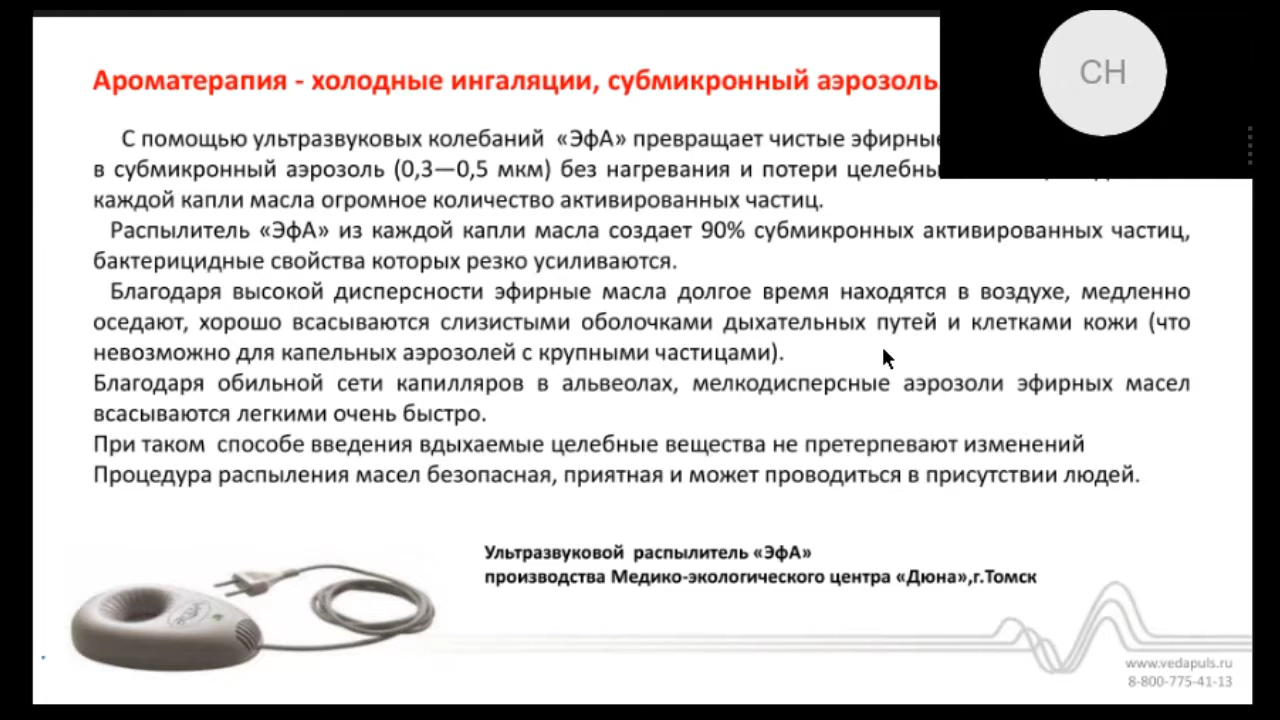 Ароматерапия - холодные ингаляции, субмикронный аэрозоль
СН
С помощью ультразвуковых колебаний «ЭфА» превращает чистые эфирные
в субмикронный аэрозоль (0,3—0,5 мкм) без нагревания и потери
каждой капли масла огромное количество активированных частиц.
Распылитель «ЭфА» из каждой капли масла создает 90% субмикронных активированных частиц,
бактерицидные свойства которых резко усиливаются.
Благодаря высокой дисперсности эфирные масла долгое время находятся в воздухе, медленно
оседают, хорошо всасываются слизистыми оболочками дыхательных путей и клетками кожи (что
невозможно для капельных аэрозолей с крупными частицами).
Благодаря обильной сети капилляров в альвеолах, мелкодисперсные аэрозоли эфирных масел
всасываются легкими очень быстро.
При таком способе введения вдыхаемые целебные вещества не претерпевают изменений
Процедура распыления масел безопасная, приятная и может проводиться в присутствии людей.
Ультразвуковой распылитель «ЭфА»
производства Медико-экологического центра «Дюна»,г.Томск
www.vedapuls.ru
8-800-775-41-13